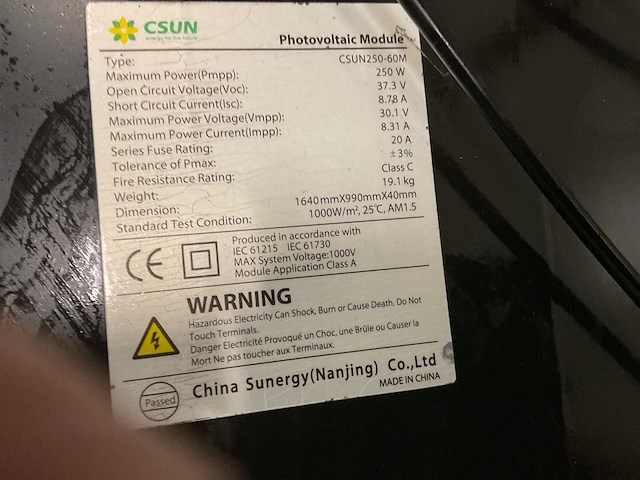 CSUN
energy for the future
Photovoltaic Module
Type: CSUN250-60M
Maximum Power(Pmpp): 250 W
Open Circuit Voltage(Voc): 37.3 V
Short Circuit Current(Isc): 8.78 A
Maximum Power Voltage(Vmpp): 30.1 V
Maximum Power Current(Impp): 8.31 A
Series Fuse Rating: 20 A
Tolerance of Pmax: ±3%
Fire Resistance Rating: Class C
Weight: 19.1kg
Dimension: 1640mmX990mmX40mm
Standard Test Condition: 1000W/m², 25℃, AM1.5
CE
Produced in accordance with
IEC 61215 IEC 61730
MAX System Voltage:1000V
Module Application Class A
WARNING
Hazardous Electricity Can Shock, Burn or Cause Death. Do Not
Touch Terminals.
Danger Electricité Provoqué un Choc, une Brûle ou Causer la
Mort Ne pas toucher aux Terminaux.
Passed
China Sunergy(Nanjing) Co.,Ltd
MADE IN CHINA